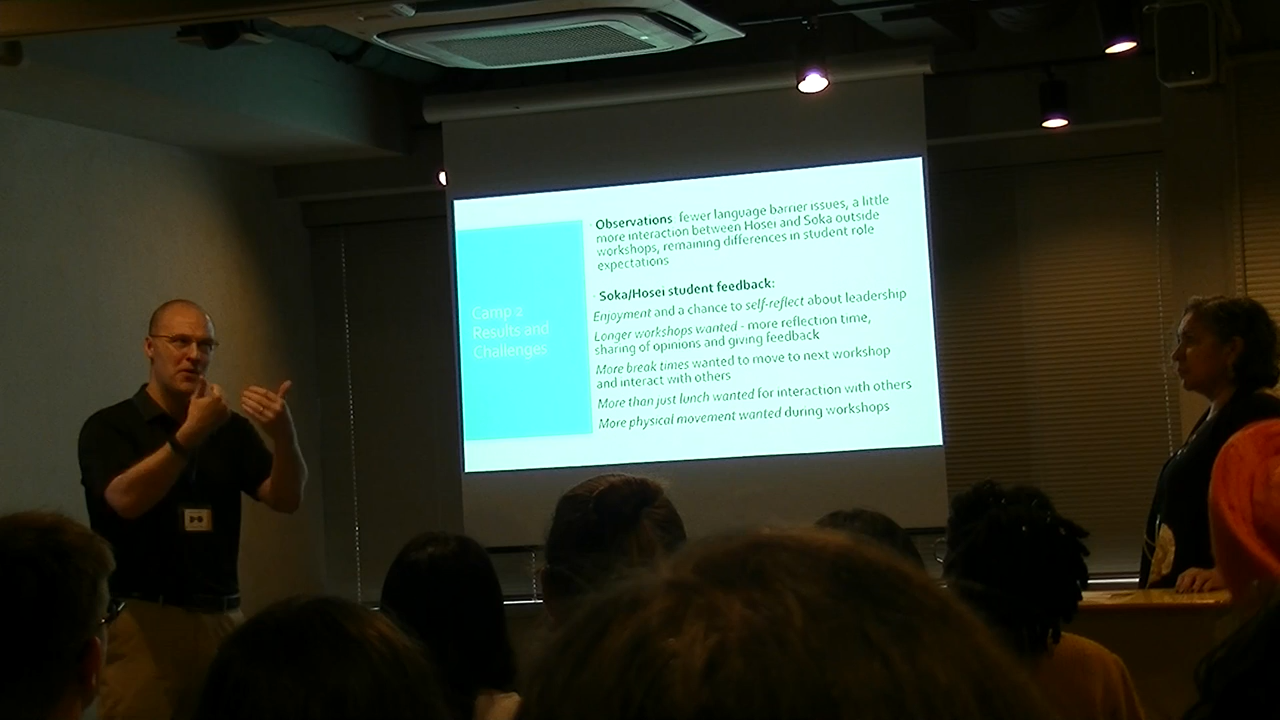 Camp 2
Results and
Challenges
Observations fewer language barrier issues, a little
more interaction between Hosei and Soka outside
workshops, remaining differences in student role
expectations
Soka/Hosei student feedback:
Enjoyment and a chance to self-reflect about leadership
Longer workshops wanted - more reflection time,
sharing of opinions and giving feedback
More break times wanted to move to next workshop
and interact with others
More than just lunch wanted for interaction with others
More physical movement wanted during workshops